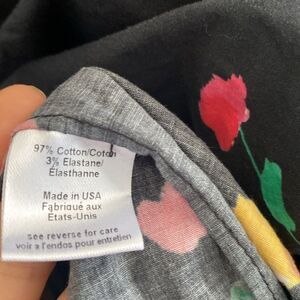 97% Cotton/Coton
3% Elastane/
Élasthanne
Made in USA
Fabriqué aux
États-Unis
see reverse for care
voir a l'endos pour entretien